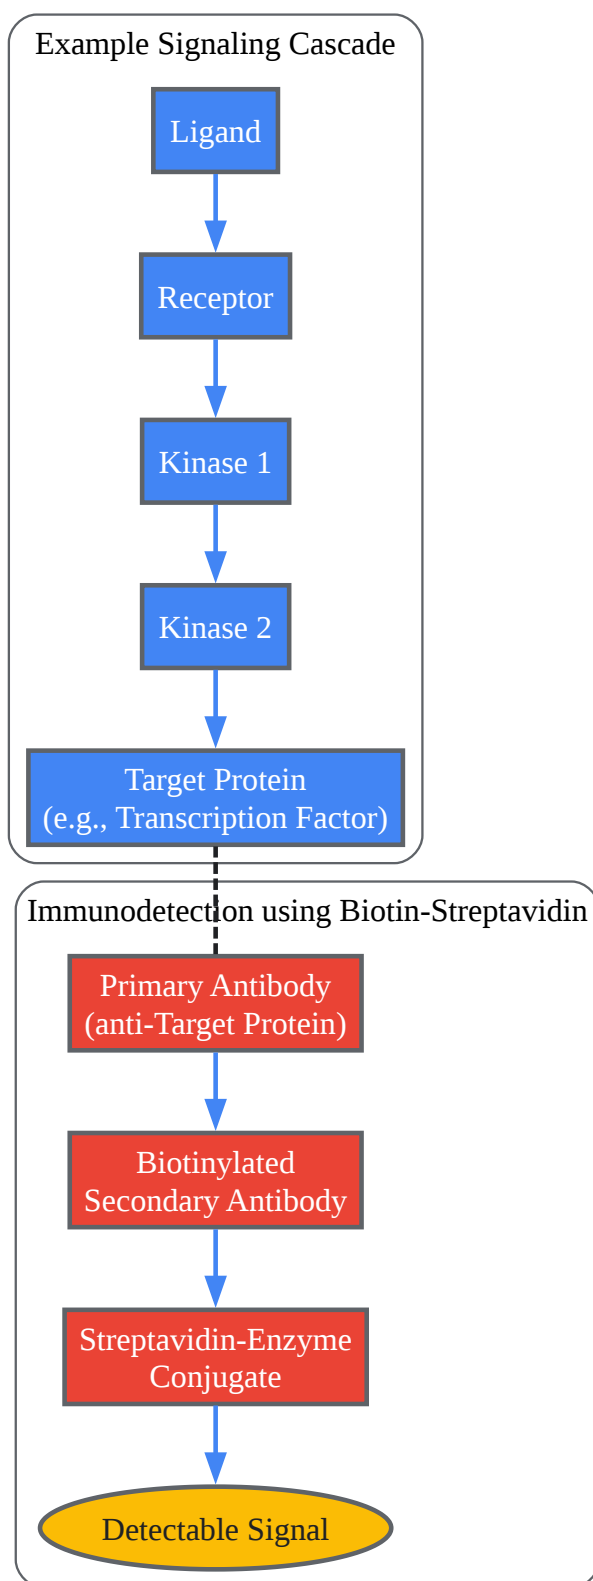 Example Signaling Cascade
Ligand
Receptor
Kinase 1
Kinase 2
Target Protein
(e.g., Transcription Factor)
Immunodetection using Biotin-Streptavidin
Primary Antibody
(anti-Target Protein)
Biotinylated
Secondary Antibody
Streptavidin-Enzyme
Conjugate
Detectable Signal